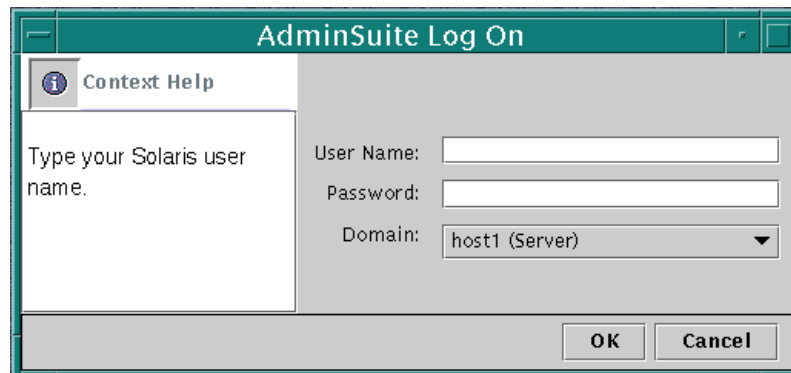 AdminSuite Log On
Context Help
Type your Solaris user
name.
User Name:
Password:
Domain:
host1 (Server)
OK
Cancel